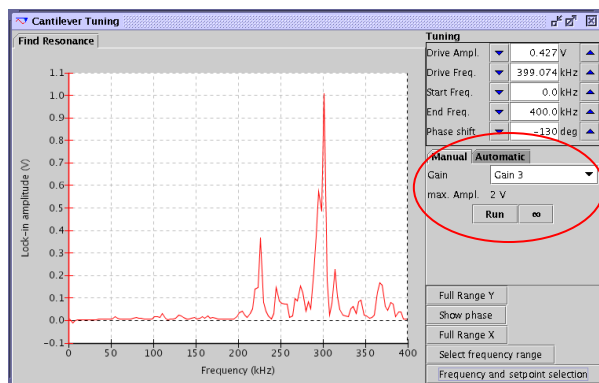 Cantilever Tuning
Find Resonance
Tuning
Drive Ampl. 0.427 V
Drive Freq. 399.074 kHz
Start Freq. 0.0 kHz
End Freq. 400.0 kHz
Phase shift -130 deg
Manual Automatic
Gain Gain 3
max. Ampl. 2 V
Run ∞
Full Range Y
Show phase
Full Range X
Select frequency range
Frequency and setpoint selection
Lock-in amplitude (V)
1.1
1.0
0.9
0.8
0.7
0.6
0.5
0.4
0.3
0.2
0.1
0.0
-0.1
0 50 100 150 200 250 300 350 400
Frequency (kHz)